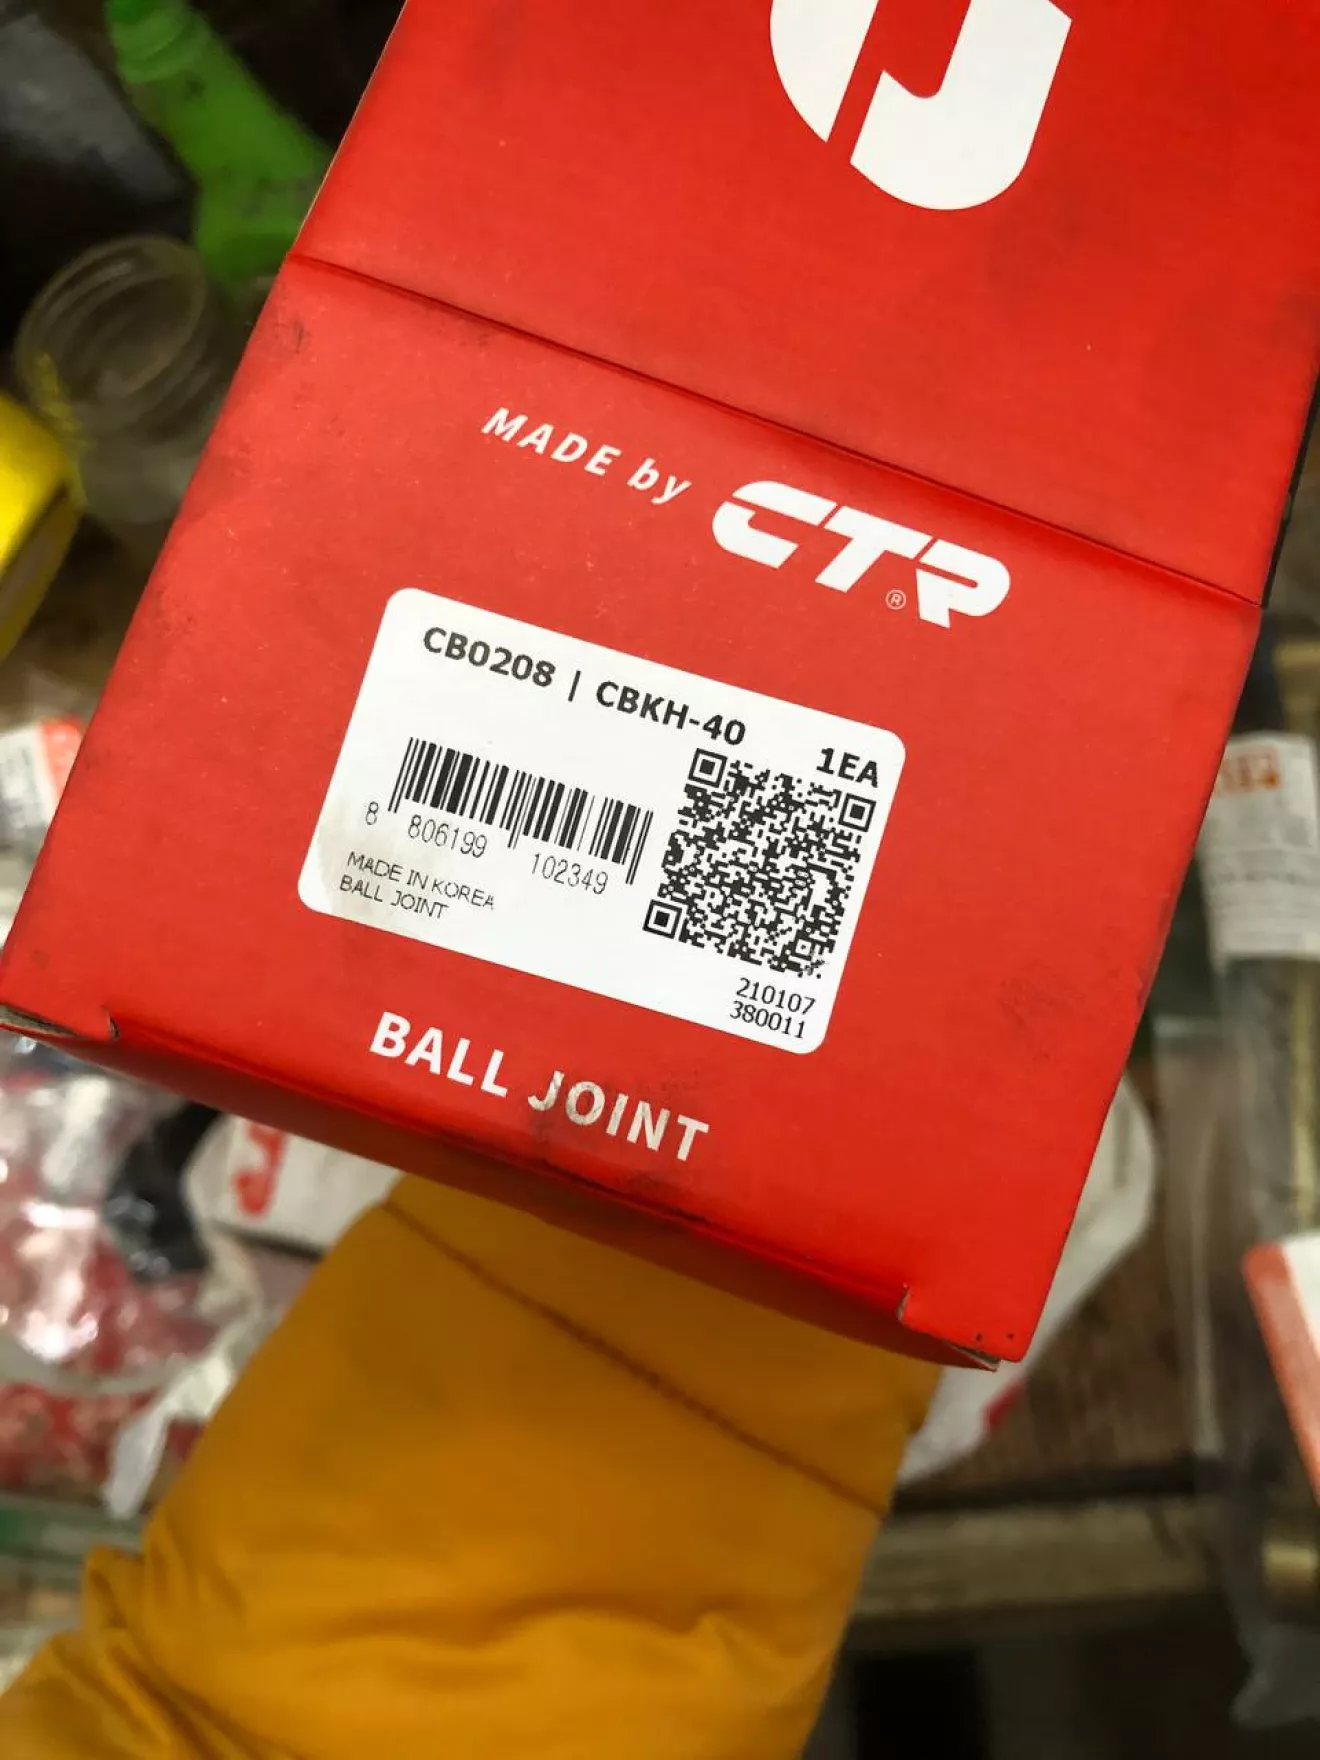 MADE by CTR®
CB0208 | CBKH-40
1EA
8 806199 102349
MADE IN KOREA
BALL JOINT
210107
380011
BALL JOINT